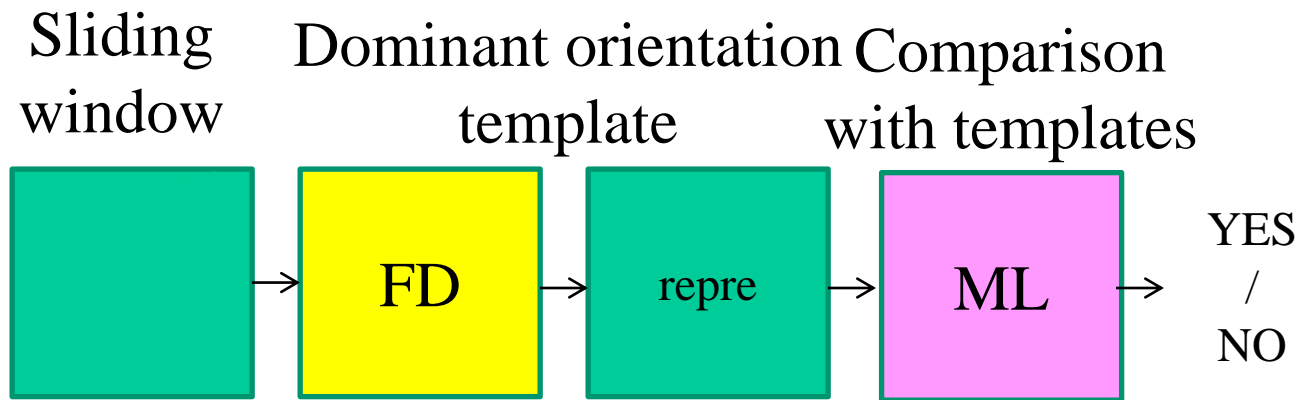 Sliding
window
Dominant orientation
template
Comparison
with templates
FD
repre
ML
YES
/
NO